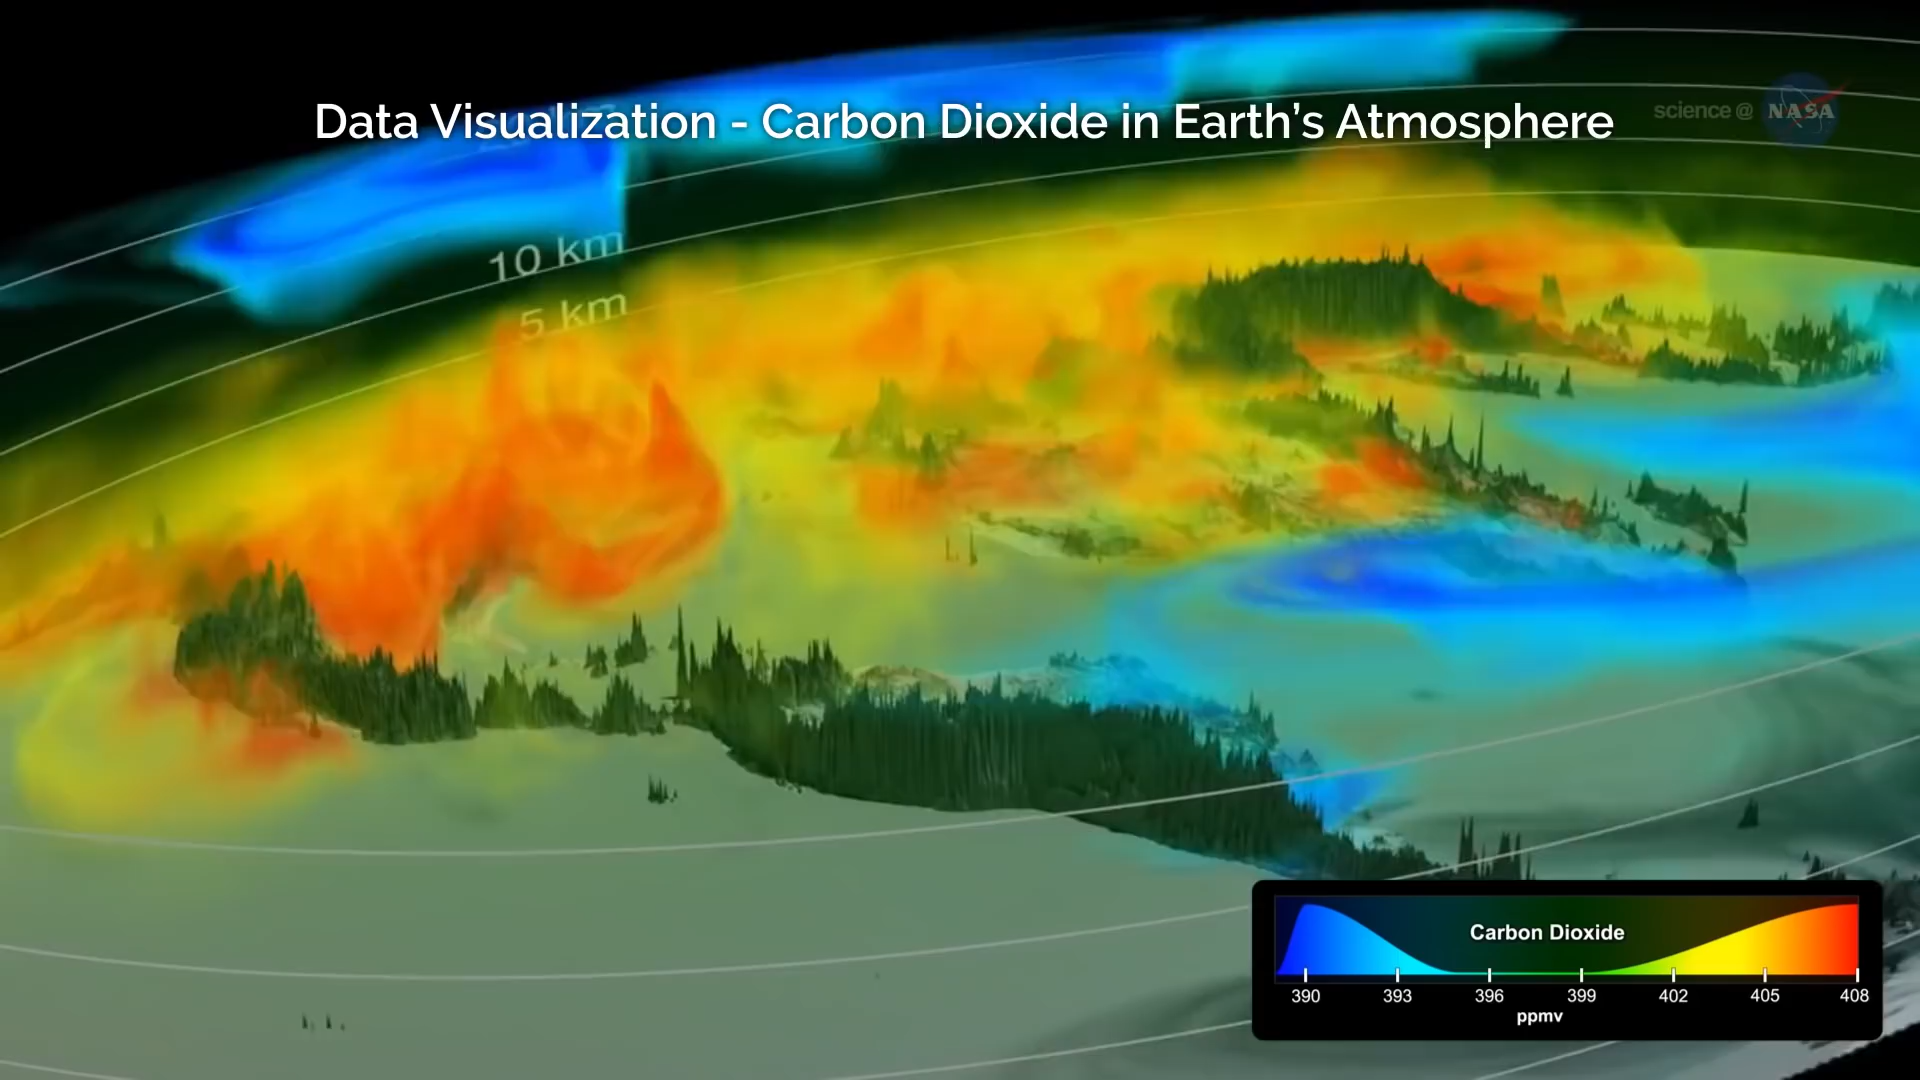 Data Visualization - Carbon Dioxide in Earth’s Atmosphere
science @ NASA
10 km
5 km
Carbon Dioxide
390 393 396 399 402 405 408
ppmv